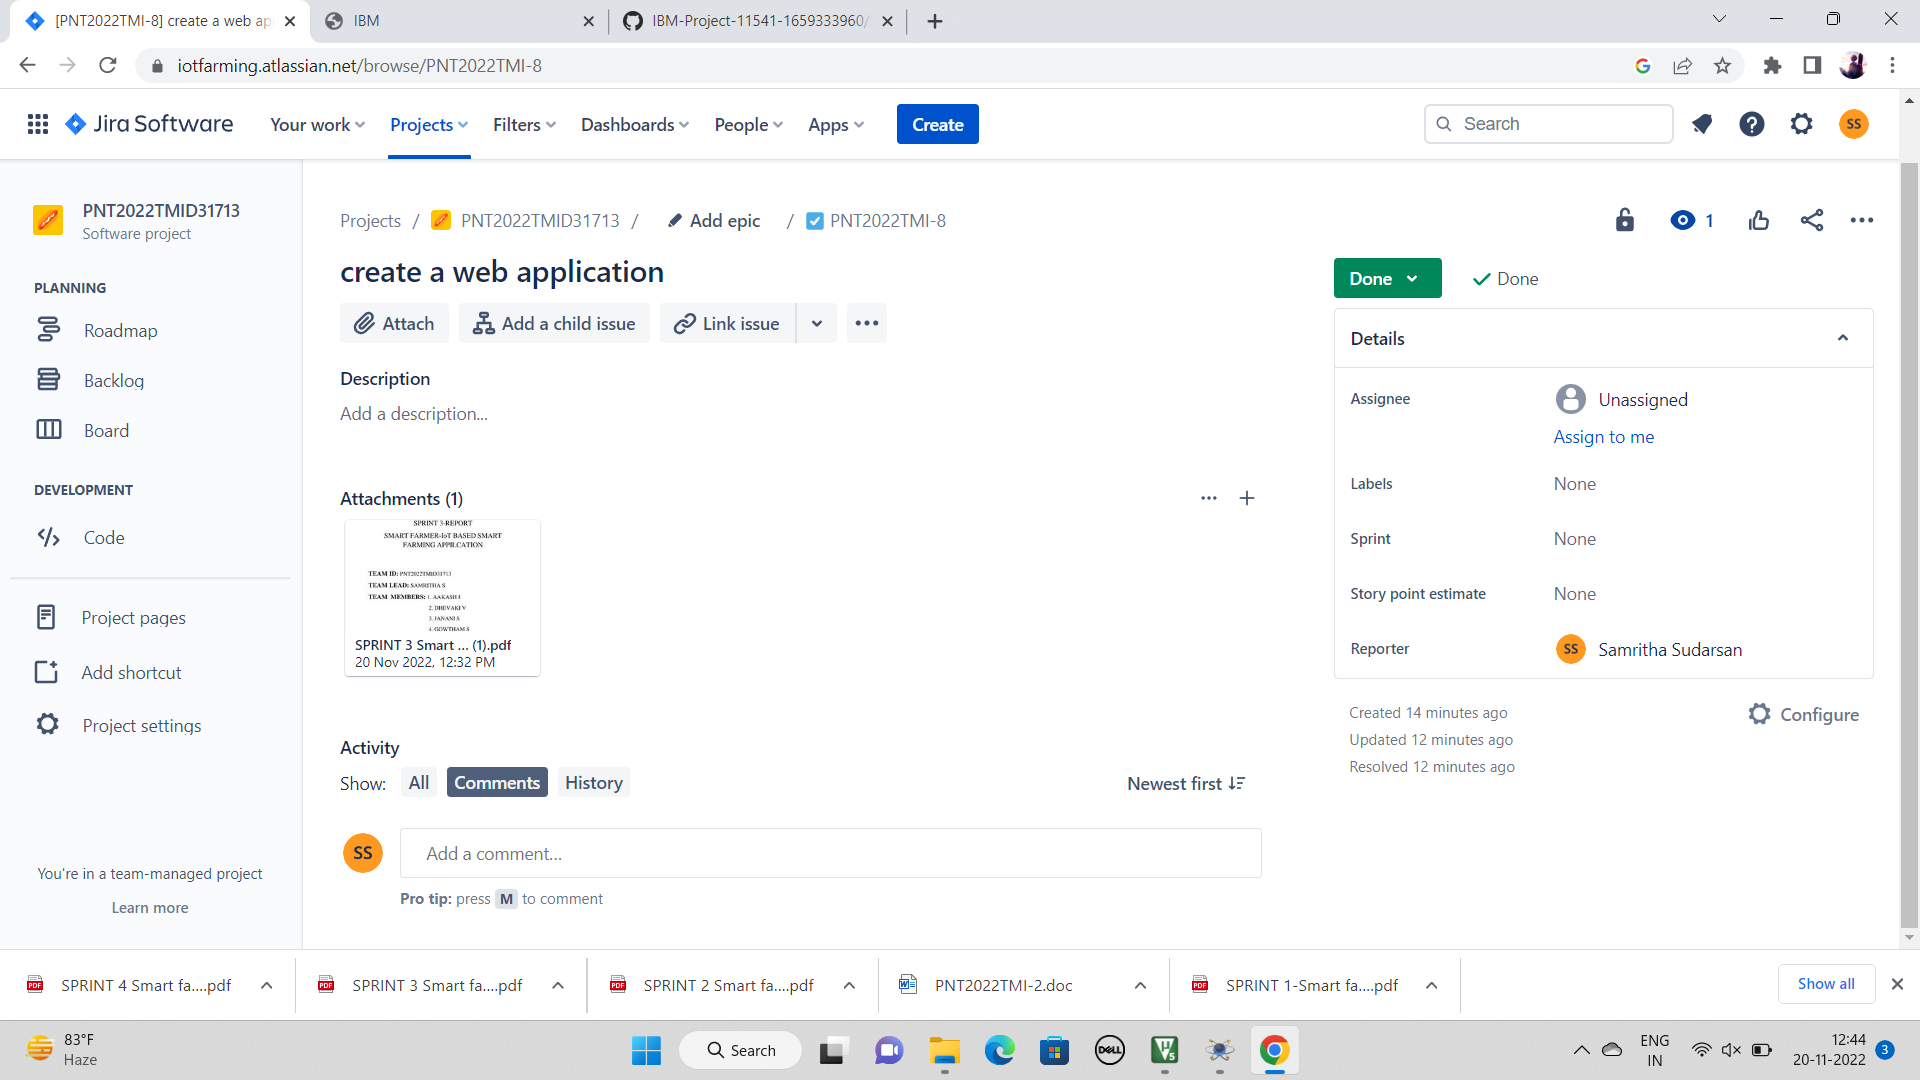 [PNT2022TMI-8] create a web ap
IBM
IBM-Project-11541-1659333960/
iotfarming.atlassian.net/browse/PNT2022TMI-8
Jira Software
Your work
Projects
Filters
Dashboards
People
Apps
Create
Search
SS
PNT2022TMID31713
Software project
PLANNING
Roadmap
Backlog
Board
DEVELOPMENT
Code
Project pages
Add shortcut
Project settings
You're in a team-managed project
Learn more
Projects / PNT2022TMID31713 / Add epic / PNT2022TMI-8
1
create a web application
Attach
Add a child issue
Link issue
Description
Add a description...
Attachments (1)
SPRINT 3-REPORT
SMART FARMER-IoT BASED SMART
FARMING APPILCATION
TEAM ID: PNT2022TMID31713
TEAM LEAD: SAMRITHA S
TEAM MEMBERS: 1. AAKASH J
2. DHEVAKI V
3. JANANI S
4. GOWTHAM S
SPRINT 3 Smart ... (1).pdf
20 Nov 2022, 12:32 PM
Activity
Show: All Comments History
Newest first
SS
Add a comment...
Pro tip: press M to comment
Done
Done
Details
Assignee
Unassigned
Assign to me
Labels
None
Sprint
None
Story point estimate
None
Reporter
SS Samritha Sudarsan
Created 14 minutes ago
Updated 12 minutes ago
Resolved 12 minutes ago
Configure
SPRINT 4 Smart fa....pdf
SPRINT 3 Smart fa....pdf
SPRINT 2 Smart fa....pdf
PNT2022TMI-2.doc
SPRINT 1-Smart fa....pdf
Show all
83°F
Haze
Search
DELL
ENG
IN
12:44
20-11-2022
3